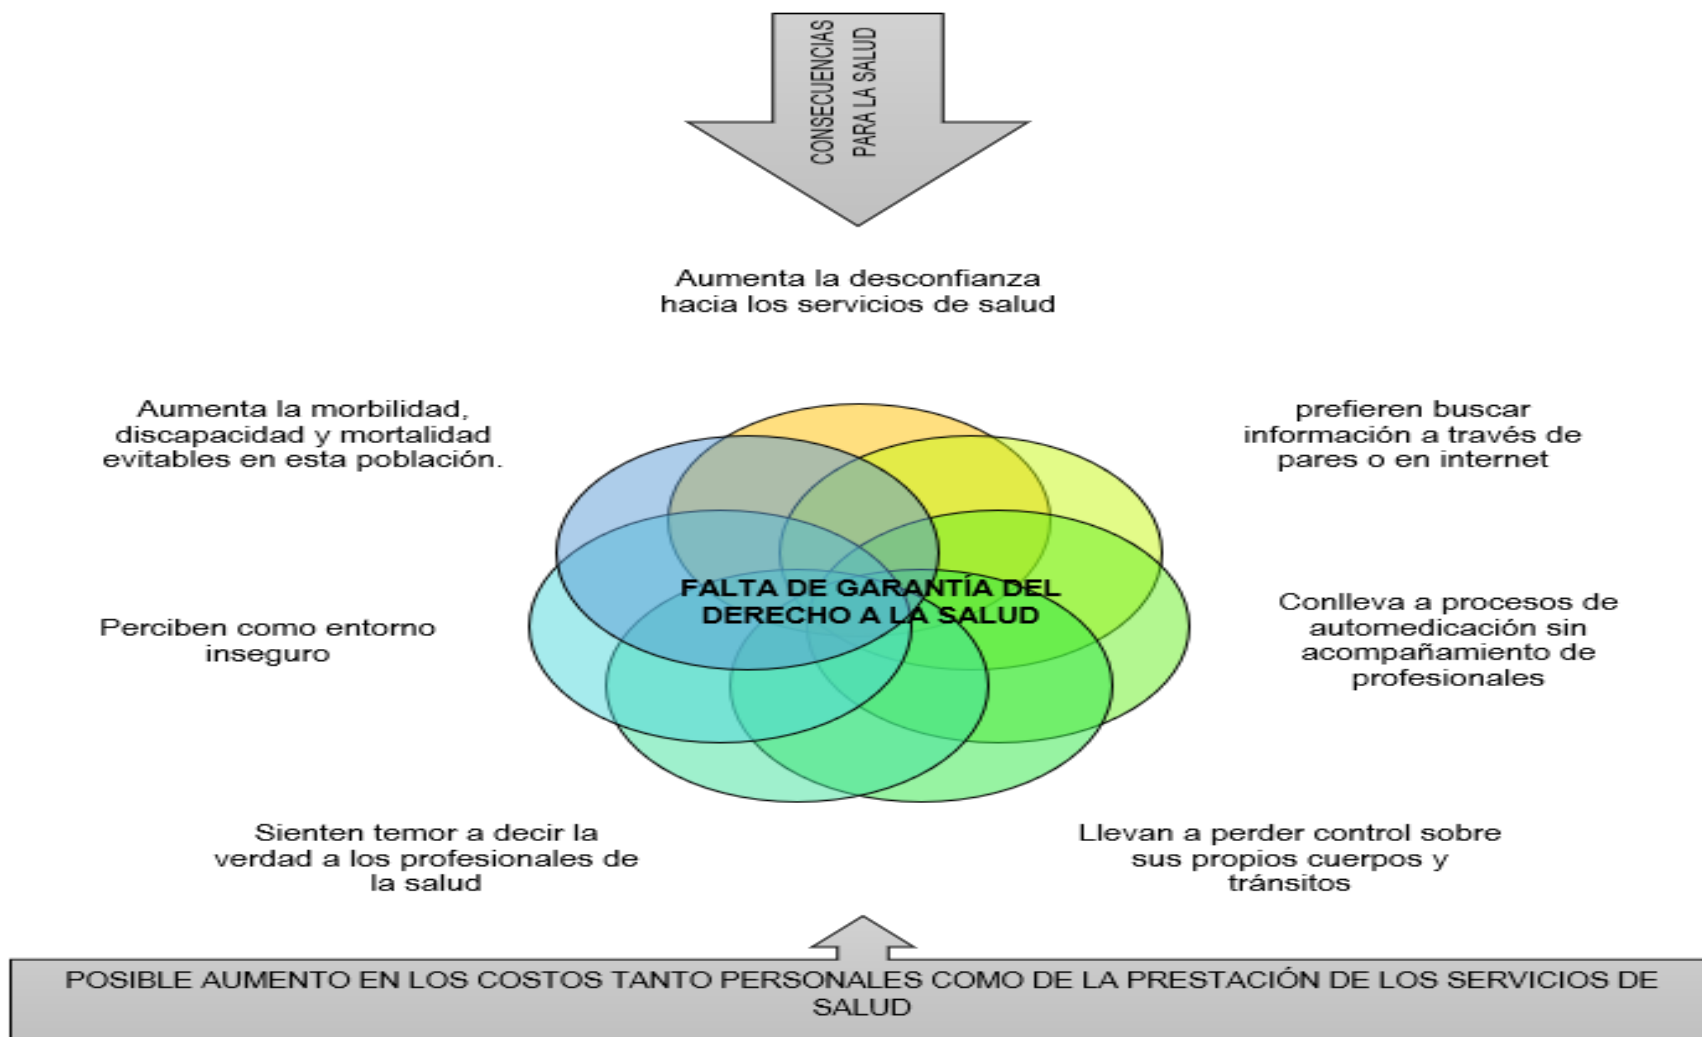 CONSECUENCIAS
PARA LA SALUD
Aumenta la desconfianza
hacia los servicios de salud
Aumenta la morbilidad,
discapacidad y mortalidad
evitables en esta población.
prefieren buscar
información a través de
pares o en internet
FALTA DE GARANTÍA DEL
DERECHO A LA SALUD
Perciben como entorno
inseguro
Conlleva a procesos de
automedicación sin
acompañamiento de
profesionales
Sienten temor a decir la
verdad a los profesionales de
la salud
Llevan a perder control sobre
sus propios cuerpos y
tránsitos
POSIBLE AUMENTO EN LOS COSTOS TANTO PERSONALES COMO DE LA PRESTACIÓN DE LOS SERVICIOS DE
SALUD